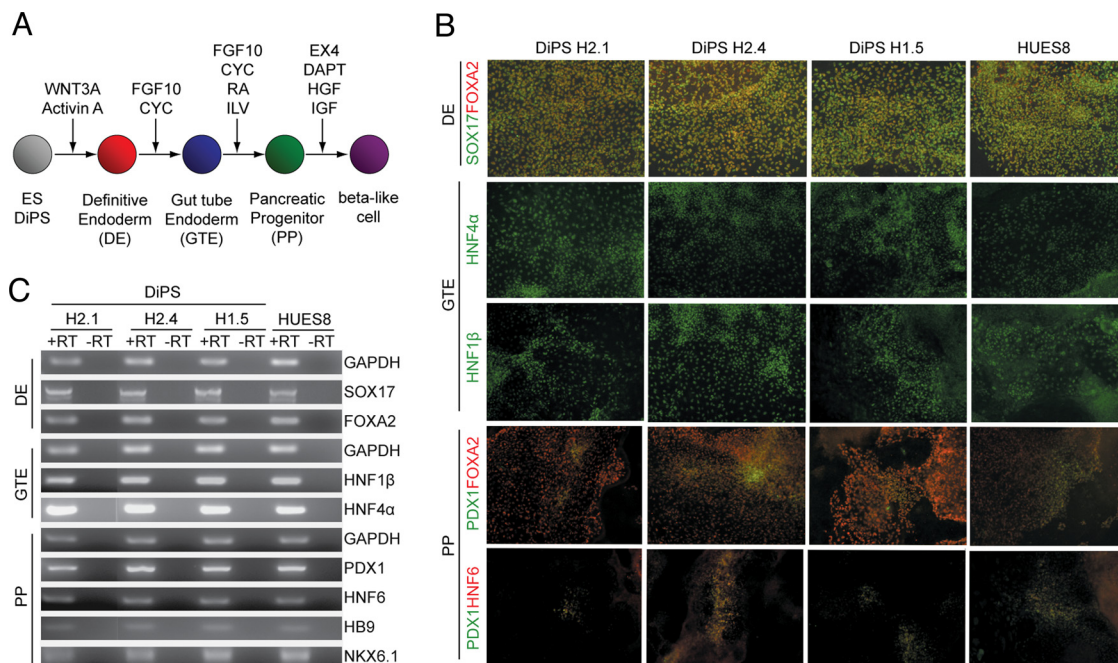 A
WNT3A
Activin A
FGF10
CYC
FGF10
CYC
RA
ILV
EX4
DAPT
HGF
IGF
ES
DiPS
Definitive
Endoderm
(DE)
Gut tube
Endoderm
(GTE)
Pancreatic
Progenitor
(PP)
beta-like
cell
B
DiPS H2.1 DiPS H2.4 DiPS H1.5 HUES8
DE
SOX17FOXA2
GTE
HNF4α
HNF1β
PP
PDX1FOXA2
PDX1HNF6
C
DiPS
H2.1 H2.4 H1.5 HUES8
+RT -RT +RT -RT +RT -RT +RT -RT
DE
GAPDH
SOX17
FOXA2
GTE
GAPDH
HNF1β
HNF4α
PP
GAPDH
PDX1
HNF6
HB9
NKX6.1